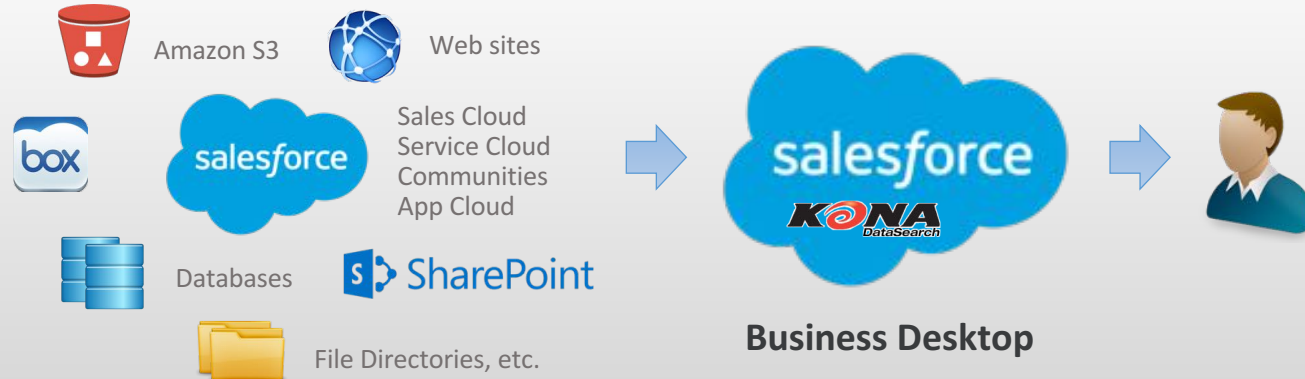 Amazon S3
Web sites
box
salesforce
Sales Cloud
Service Cloud
Communities
App Cloud
Databases
S SharePoint
File Directories, etc.
salesforce
KONA
DataSearch
Business Desktop